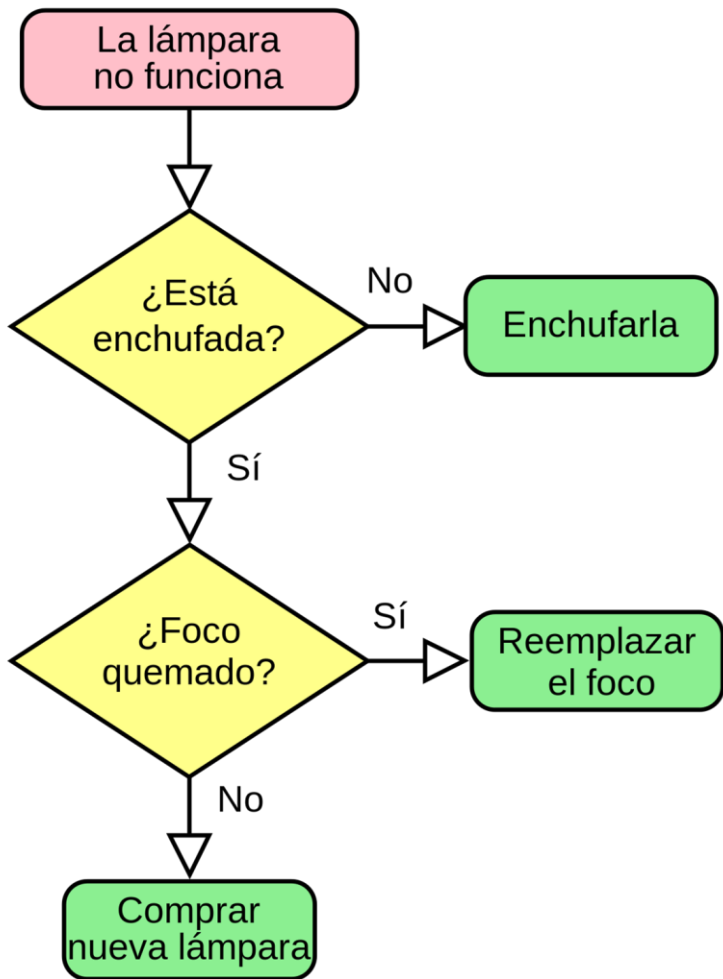 La lámpara
no funciona
¿Está
enchufada?
No
Enchufarla
Sí
¿Foco
quemado?
Sí
Reemplazar
el foco
No
Comprar
nueva lámpara